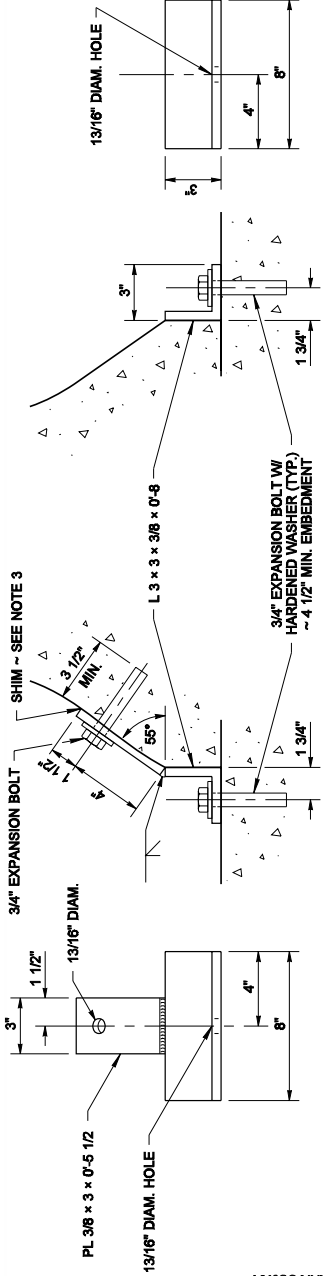 13/16" DIAM. HOLE
3"
4"
8"
3"
1 3/4"
L 3 × 3 × 3/8 × 0'-8
3/4" EXPANSION BOLT W/
HARDENED WASHER (TYP.)
~ 4 1/2" MIN. EMBEDMENT
SHIM ~ SEE NOTE 3
3/4" EXPANSION BOLT
3 1/2"
MIN.
1 1/2"
4"
55°
1 3/4"
3"
1 1/2"
13/16" DIAM.
PL 3/8 × 3 × 0'-5 1/2
13/16" DIAM. HOLE
4"
8"